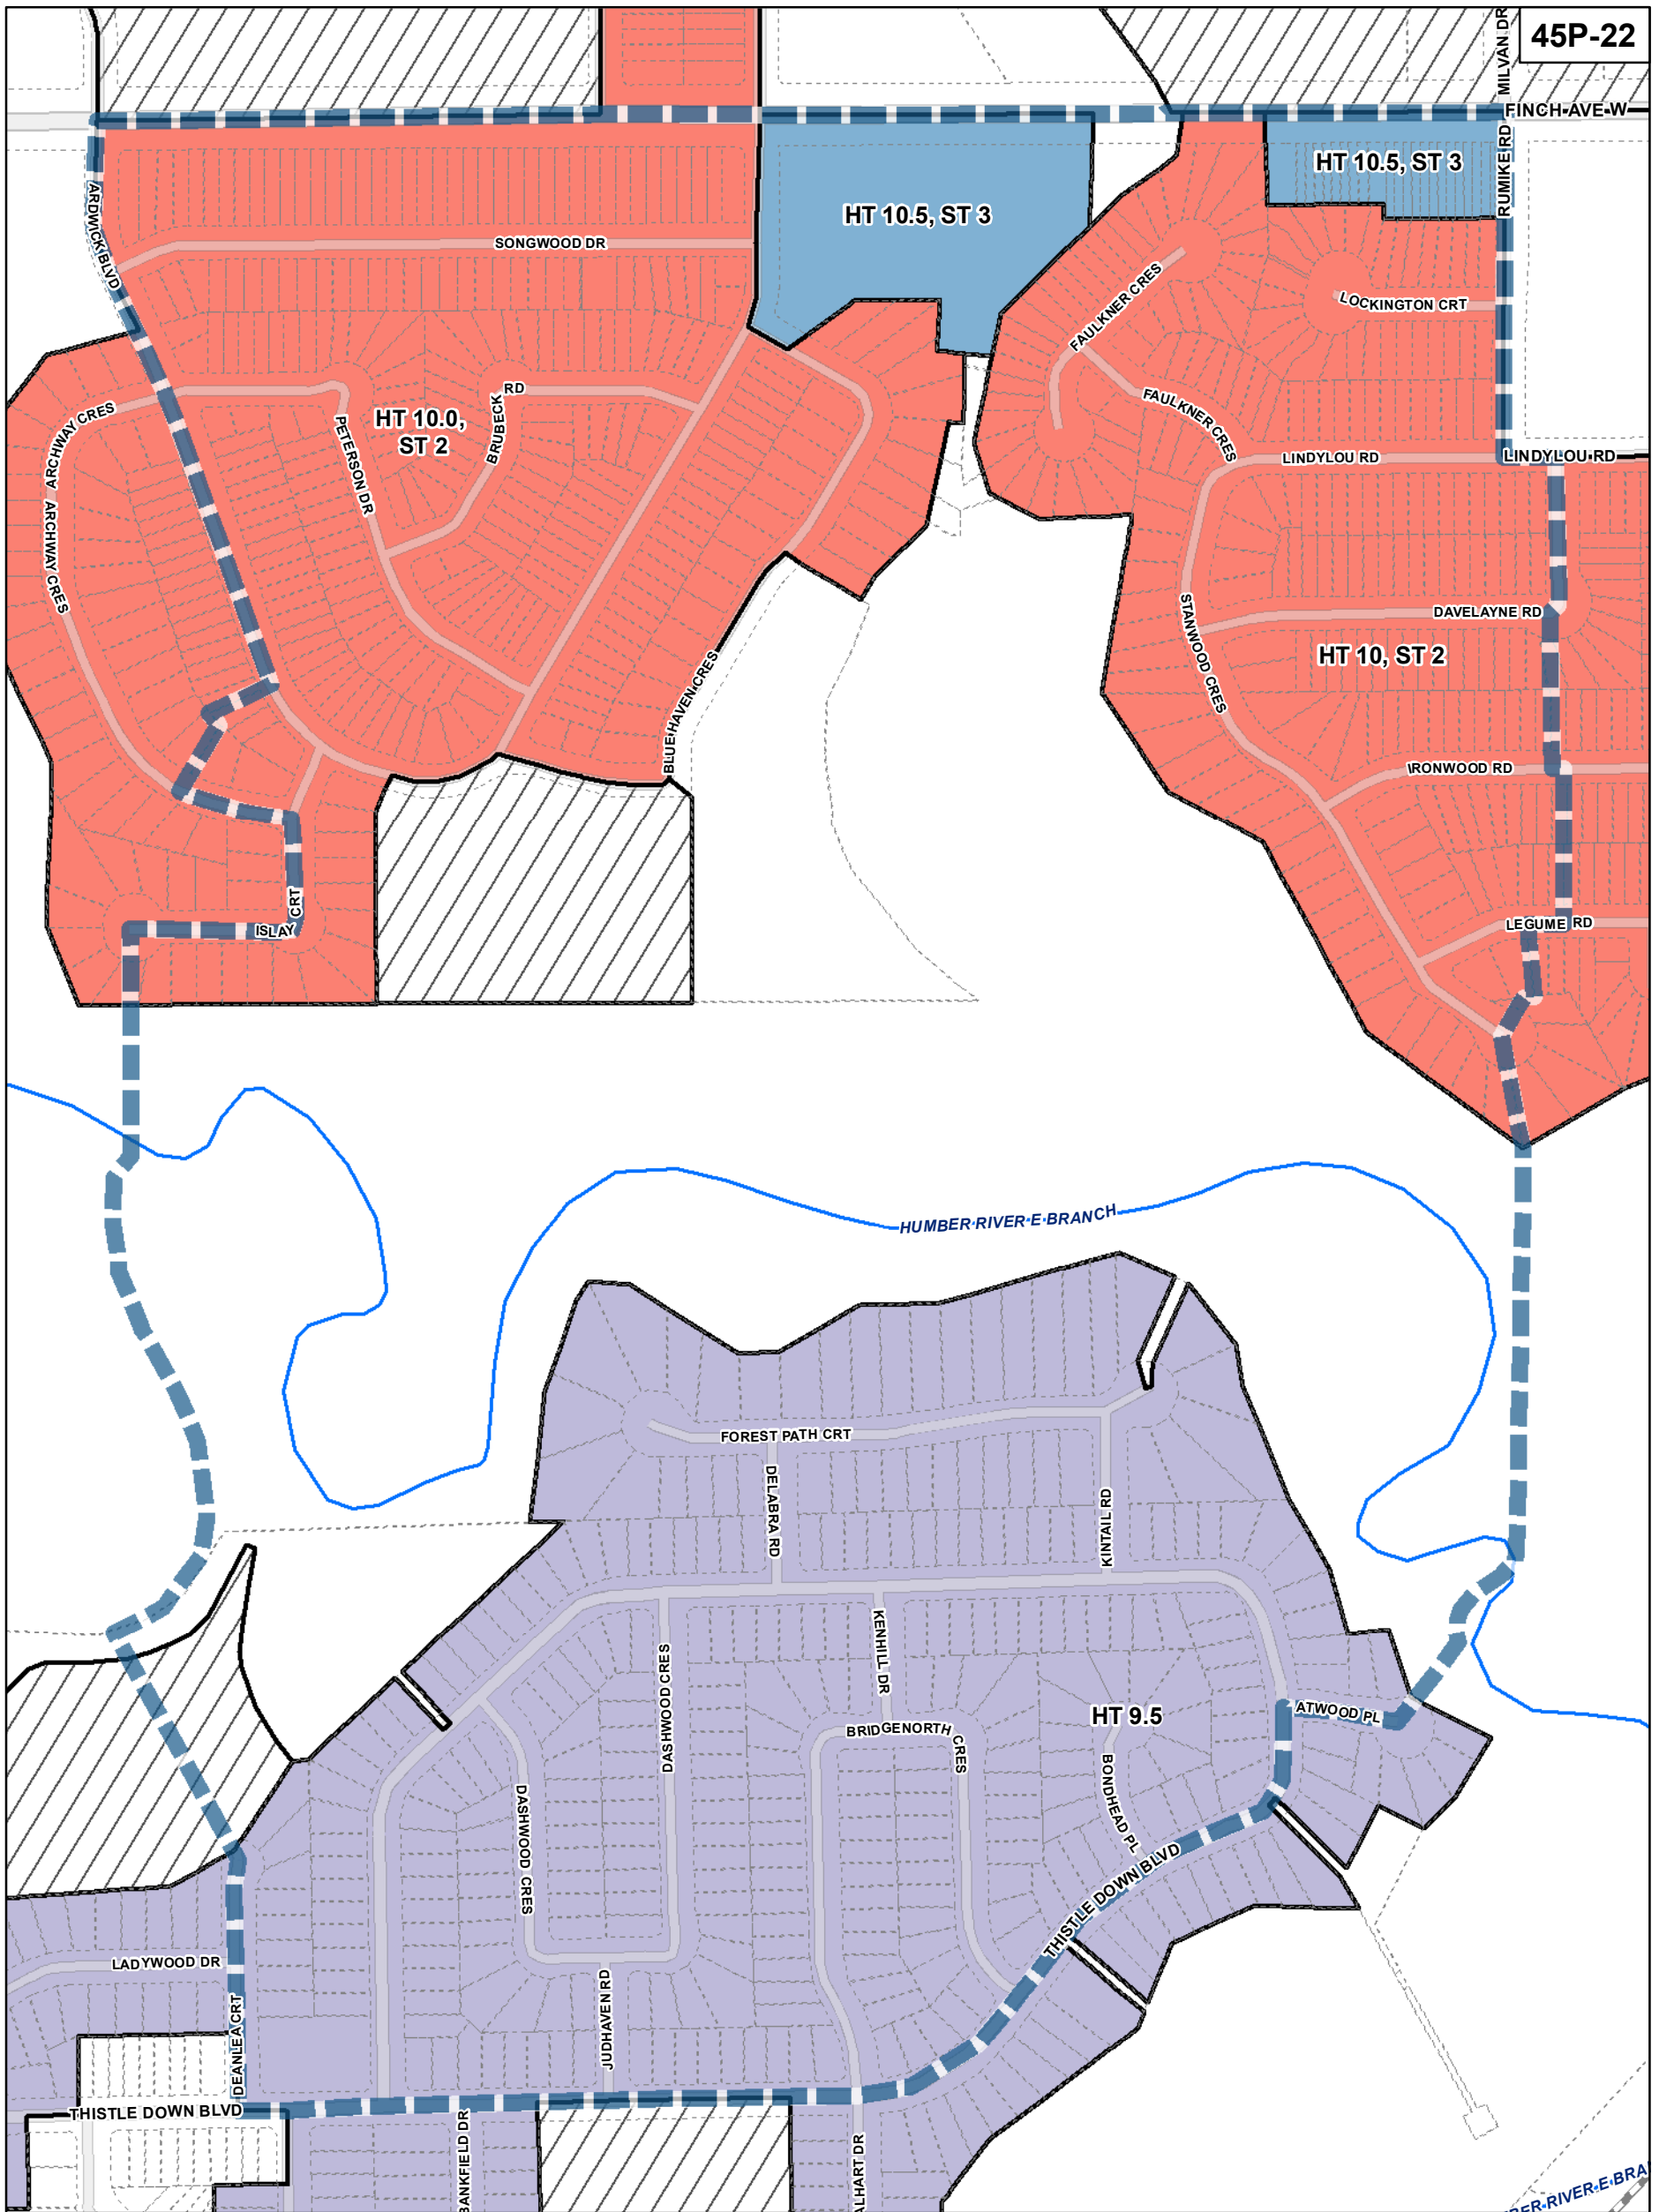 45P-22
MILVAN DR
FINCH AVE W
RUMIKE RD
HT 10.5, ST 3
HT 10.5, ST 3
ARDWICK BLVD
SONGWOOD DR
FAULKNER CRES
LOCKINGTON CRT
ARCHWAY CRES
PETERSON DR
HT 10.0,
ST 2
BRUBECK
RD
FAULKNER CRES
LINDYLOU RD
LINDYLOU RD
ARCHWAY CRES
STANWOOD CRES
DAVELAYNE RD
HT 10, ST 2
BLUE HAVEN CRES
IRONWOOD RD
ISLAY
CRT
LEGUME RD
HUMBER RIVER E BRANCH
FOREST PATH CRT
DELABRA RD
KINTAIL RD
DASHWOOD CRES
KENHILL DR
HT 9.5
ATWOOD PL
BRIDGENORTH
CRES
DASHWOOD CRES
BONDHEAD PL
THISTLE DOWN BLVD
LADYWOOD DR
DEANLEA CRT
JUDHAVEN RD
THISTLE DOWN BLVD
BANKFIELD DR
ALHART DR
BER RIVER E BRA